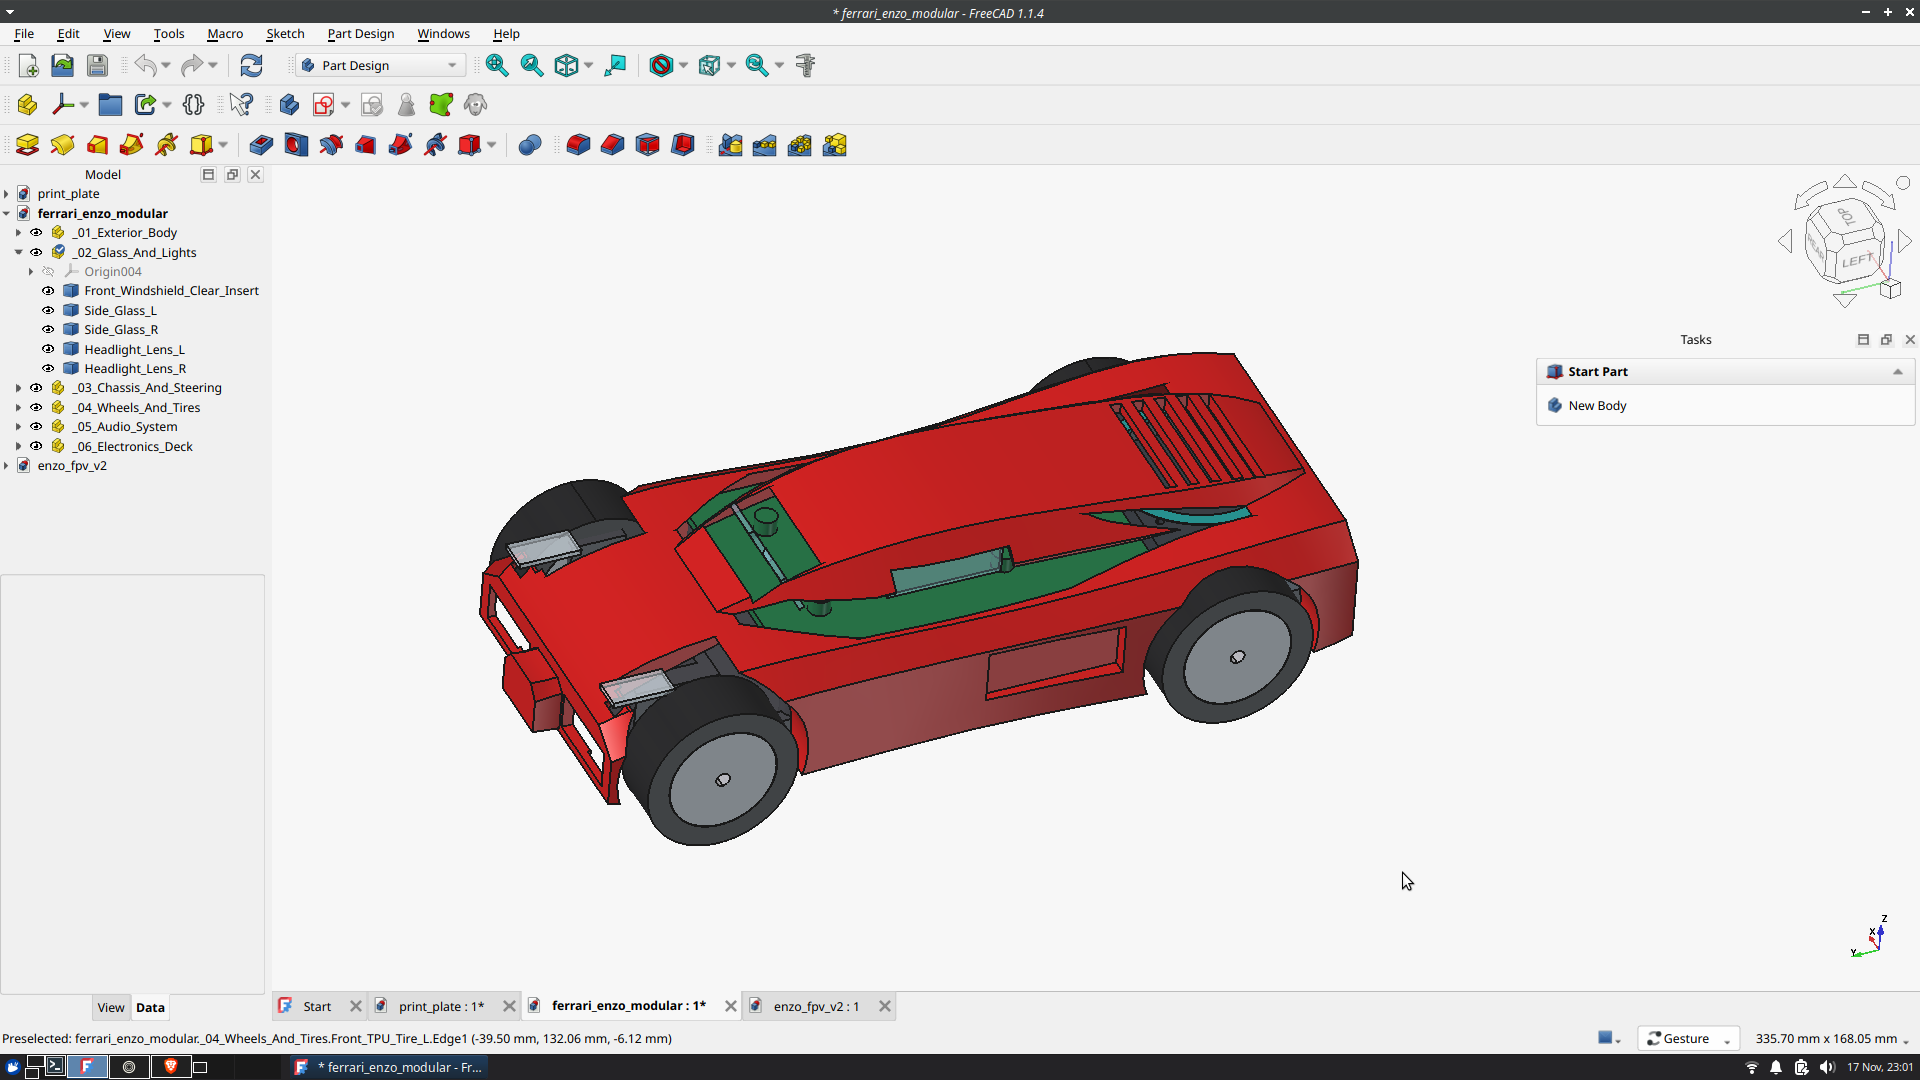 * ferrari_enzo_modular - FreeCAD 1.1.4
File Edit View Tools Macro Sketch Part Design Windows Help
Part Design
Model
print_plate
ferrari_enzo_modular
_01_Exterior_Body
_02_Glass_And_Lights
Origin004
Front_Windshield_Clear_Insert
Side_Glass_L
Side_Glass_R
Headlight_Lens_L
Headlight_Lens_R
_03_Chassis_And_Steering
_04_Wheels_And_Tires
_05_Audio_System
_06_Electronics_Deck
enzo_fpv_v2
TOP
REAR
LEFT
Tasks
Start Part
New Body
Z
X
Y
View Data
Start
print_plate : 1*
ferrari_enzo_modular : 1*
enzo_fpv_v2 : 1
Preselected: ferrari_enzo_modular._04_Wheels_And_Tires.Front_TPU_Tire_L.Edge1 (-39.50 mm, 132.06 mm, -6.12 mm)
Gesture
335.70 mm x 168.05 mm
* ferrari_enzo_modular - Fr...
17 Nov, 23:01